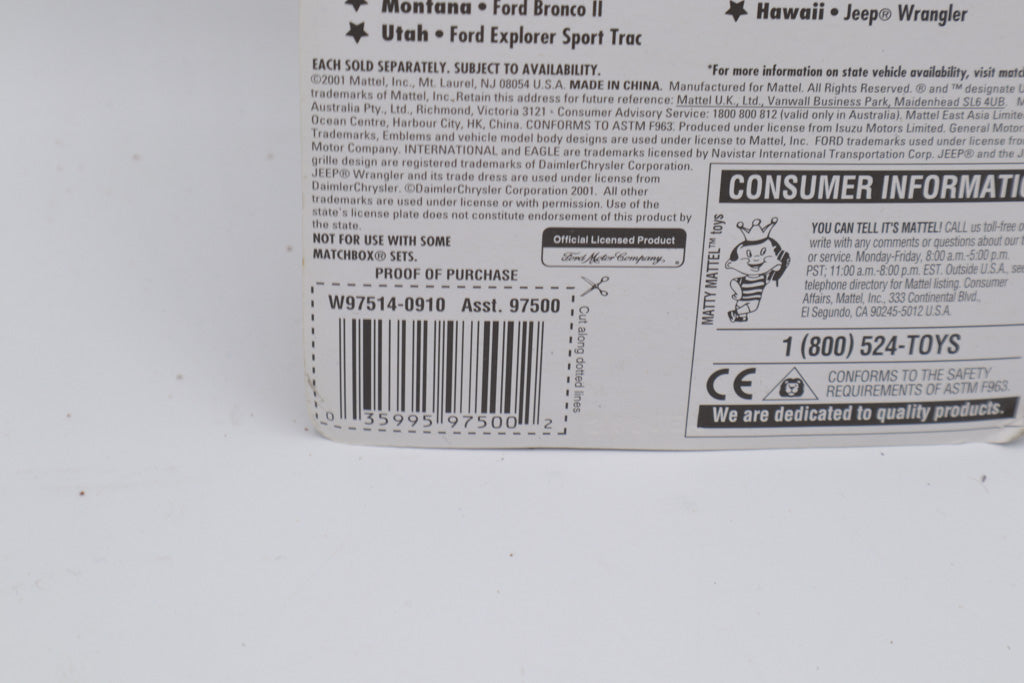 Montana • Ford Bronco II
Utah • Ford Explorer Sport Trac
Hawaii • Jeep® Wrangler
EACH SOLD SEPARATELY. SUBJECT TO AVAILABILITY.
*For more information on state vehicle availability, visit
©2001 Mattel, Inc., Mt. Laurel, NJ 08054 U.S.A. MADE IN CHINA. Manufactured for Mattel. All Rights Reserved. ® and ™ designate
trademarks of Mattel, Inc. Retain this address for future reference: Mattel U.K., Ltd., Vanwall Business Park, Maidenhead SL6 4UB.
Australia Pty., Ltd., Richmond, Victoria 3121 - Consumer Advisory Service: 1800 800 812 (valid only in Australia). Mattel East Asia
Ocean Centre, Harbour City, HK, China. CONFORMS TO ASTM F963. Produced under license from Isuzu Motors Limited. General
Trademarks, Emblems and vehicle model body designs are used under license to Mattel, Inc. FORD trademarks used under license
Motor Company. INTERNATIONAL and EAGLE are trademarks licensed by Navistar International Transportation Corp. JEEP® and the
grille design are registered trademarks of DaimlerChrysler Corporation.
JEEP® Wrangler and its trade dress are used under license from
DaimlerChrysler. ©DaimlerChrysler Corporation 2001. All other
trademarks are used under license or with permission. Use of the
state's license plate does not constitute endorsement of this product by
the state.
NOT FOR USE WITH SOME
MATCHBOX® SETS.
Official Licensed Product
Ford Motor Company.
PROOF OF PURCHASE
W97514-0910 Asst. 97500
Cut along dotted lines
0 35995 97500 2
CONSUMER
MATTY MATTEL™ toys
YOU CAN TELL IT'S MATTEL! CALL us toll-free
write with any comments or questions about our
or service. Monday-Friday, 8:00 a.m.-5:00 p.m.
PST; 11:00 a.m.-8:00 p.m. EST. Outside U.S.A.,
telephone directory for Mattel listing. Consumer
Affairs, Mattel, Inc., 333 Continental Blvd.,
El Segundo, CA 90245-5012 U.S.A.
1 (800) 524-TOYS
CE
CONFORMS TO THE SAFETY
REQUIREMENTS OF ASTM F963.
We are dedicated to quality products.